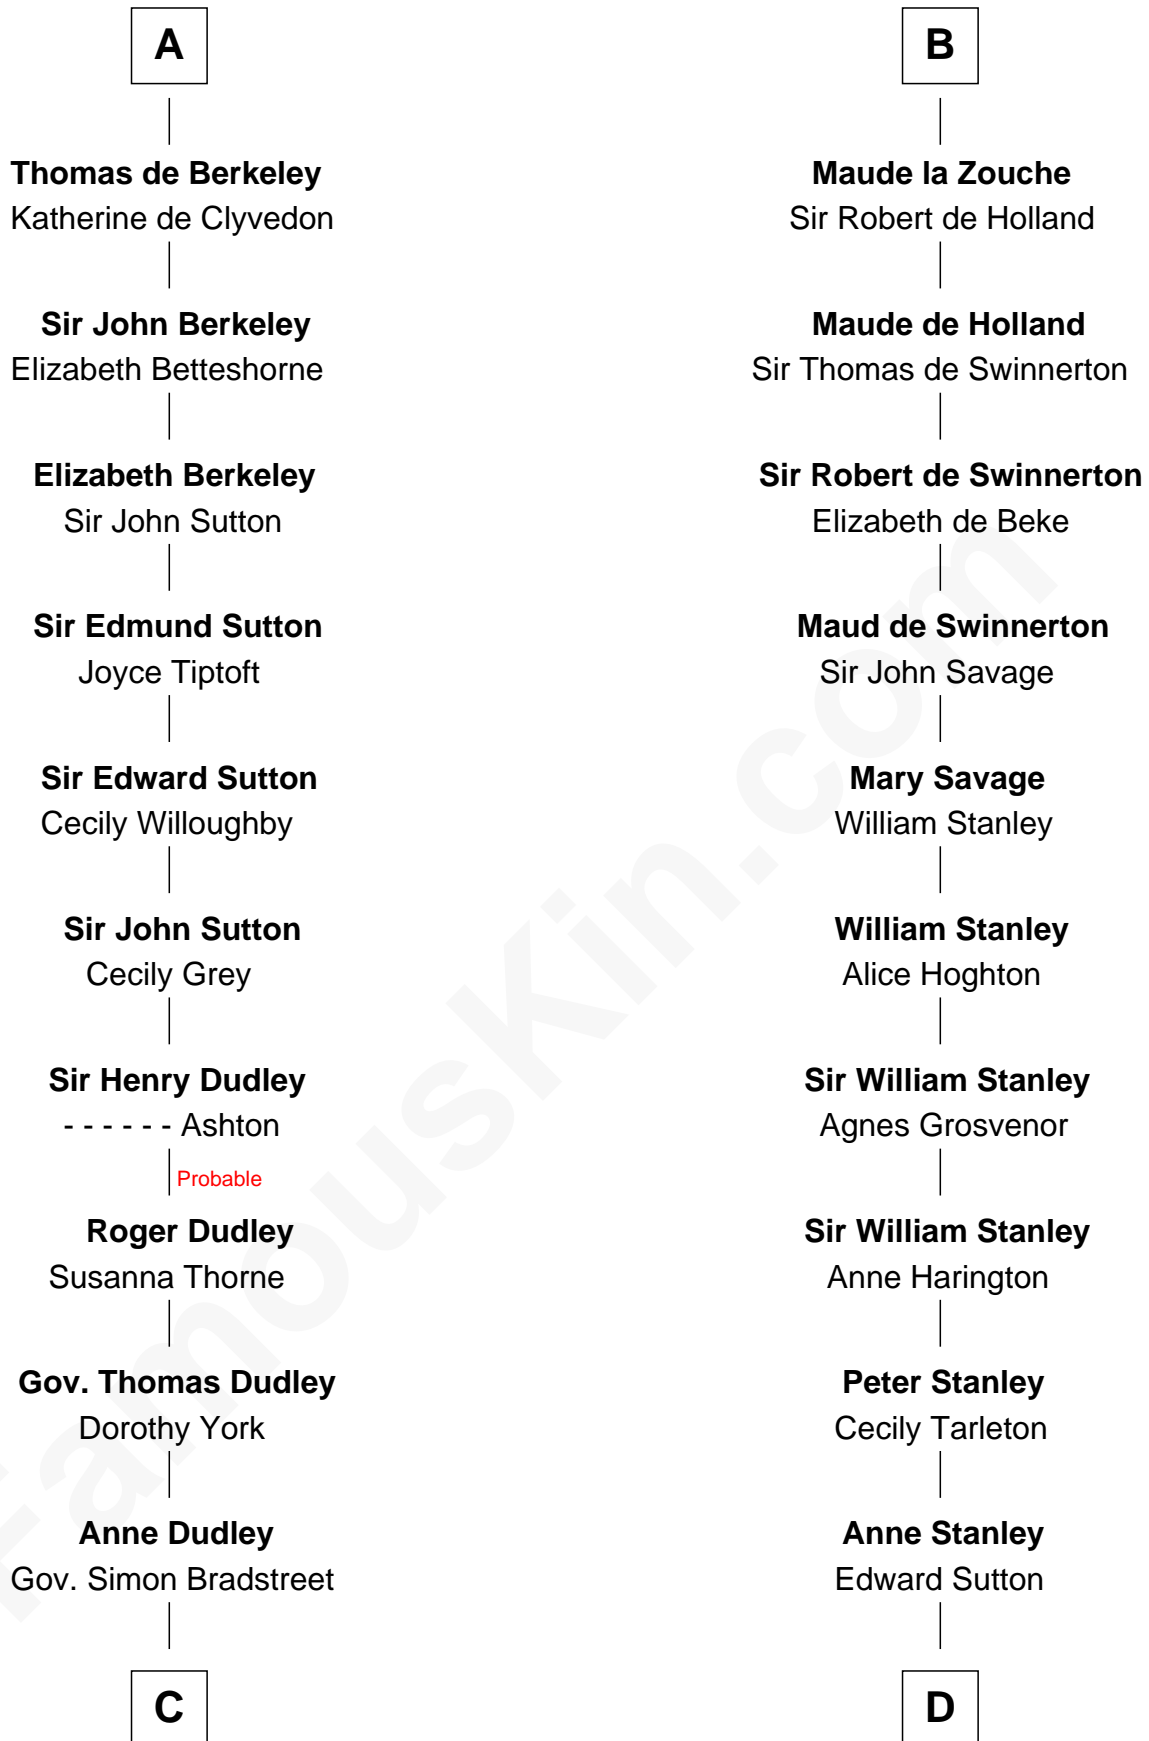 A
Thomas de Berkeley
Katherine de Clyvedon
Sir John Berkeley
Elizabeth Betteshorne
Elizabeth Berkeley
Sir John Sutton
Sir Edmund Sutton
Joyce Tiptoft
Sir Edward Sutton
Cecily Willoughby
Sir John Sutton
Cecily Grey
Sir Henry Dudley
- - - - - - Ashton
Probable
Roger Dudley
Susanna Thorne
Gov. Thomas Dudley
Dorothy York
Anne Dudley
Gov. Simon Bradstreet
C
B
Maude la Zouche
Sir Robert de Holland
Maude de Holland
Sir Thomas de Swinnerton
Sir Robert de Swinnerton
Elizabeth de Beke
Maud de Swinnerton
Sir John Savage
Mary Savage
William Stanley
William Stanley
Alice Hoghton
Sir William Stanley
Agnes Grosvenor
Sir William Stanley
Anne Harington
Peter Stanley
Cecily Tarleton
Anne Stanley
Edward Sutton
D
FamousKin.com